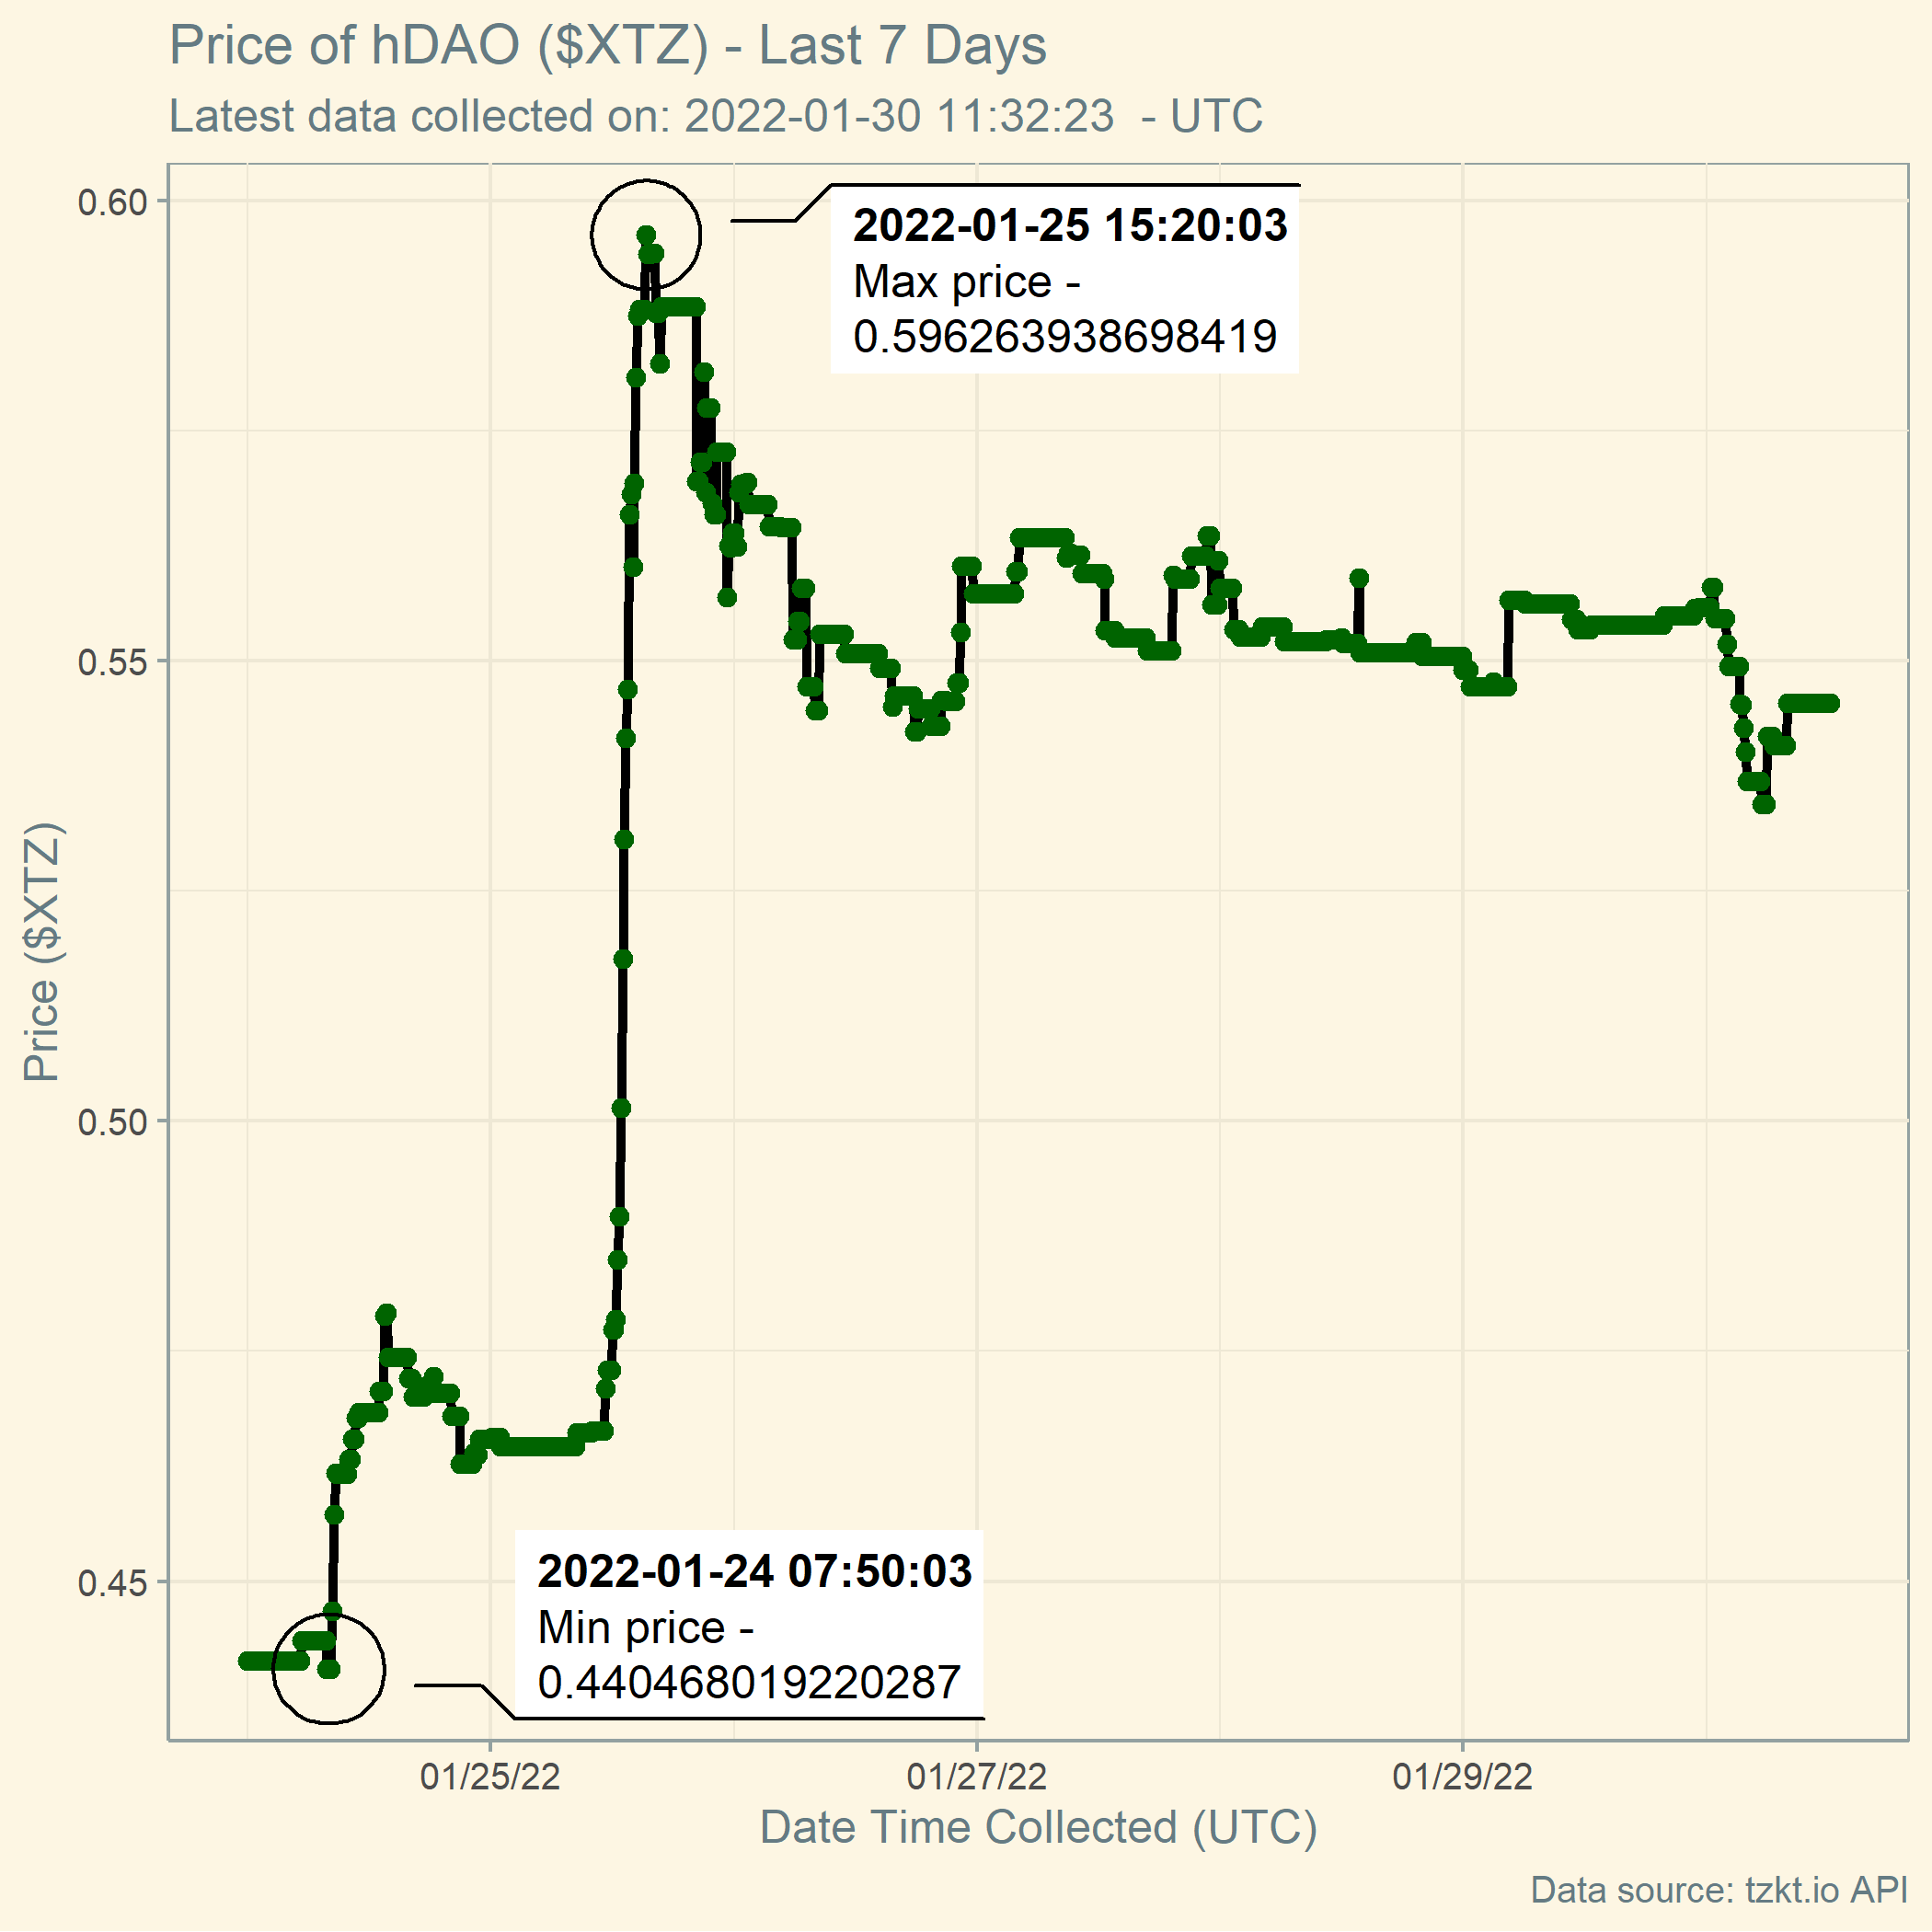 Price of hDAO ($XTZ) - Last 7 Days
Latest data collected on: 2022-01-30 11:32:23  - UTC
0.60
0.55
0.50
0.45
Price ($XTZ)
2022-01-25 15:20:03
Max price -
0.596263938698419
2022-01-24 07:50:03
Min price -
0.440468019220287
01/25/22
01/27/22
01/29/22
Date Time Collected (UTC)
Data source: tzkt.io API